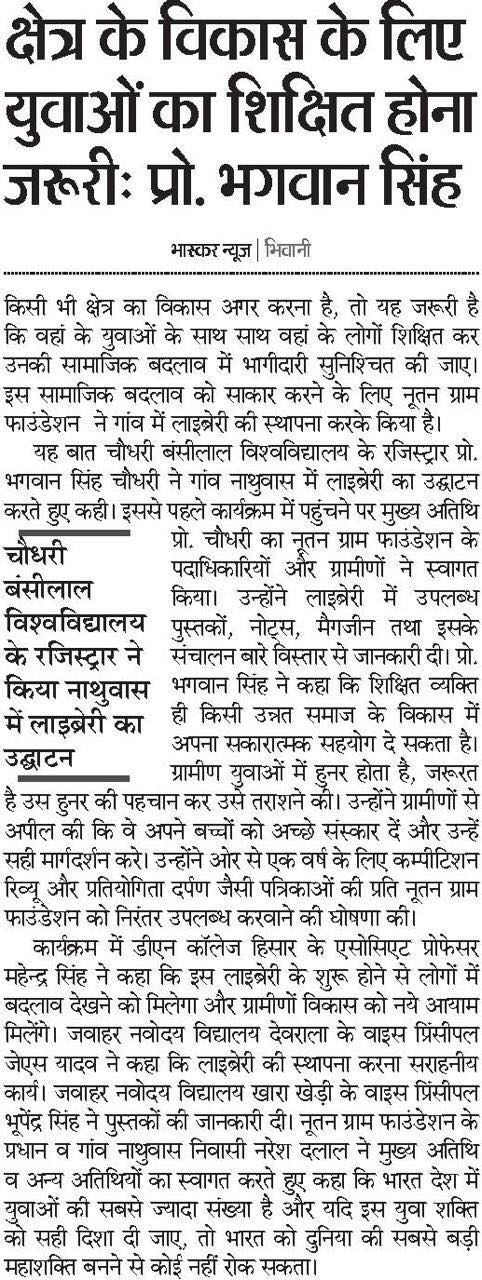 क्षेत्र के विकास के लिए
युवाओं का शिक्षित होना
जरूरीः प्रो. भगवान सिंह
भास्कर न्यूज | भिवानी
किसी भी क्षेत्र का विकास अगर करना है, तो यह जरूरी है
कि वहां के युवाओं के साथ साथ वहां के लोगों शिक्षित कर
उनकी सामाजिक बदलाव में भागीदारी सुनिश्चित की जाए।
इस सामाजिक बदलाव को साकार करने के लिए नूतन ग्राम
फाउंडेशन ने गांव में लाइब्रेरी की स्थापना करके किया है।
यह बात चौधरी बंसीलाल विश्वविद्यालय के रजिस्ट्रार प्रो.
भगवान सिंह चौधरी ने गांव नाथुवास में लाइब्रेरी का उद्घाटन
करते हुए कही। इससे पहले कार्यक्रम में पहुंचने पर मुख्य अतिथि
प्रो. चौधरी का नूतन ग्राम फाउंडेशन के
पदाधिकारियों और ग्रामीणों ने स्वागत
किया। उन्होंने लाइब्रेरी में उपलब्ध
पुस्तकों, नोट्स, मैगजीन तथा इसके
संचालन बारे विस्तार से जानकारी दी। प्रो.
भगवान सिंह ने कहा कि शिक्षित व्यक्ति
ही किसी उन्नत समाज के विकास में
अपना सकारात्मक सहयोग दे सकता है।
ग्रामीण युवाओं में हुनर होता है, जरूरत
है उस हुनर की पहचान कर उसे तराशने की। उन्होंने ग्रामीणों से
अपील की कि वे अपने बच्चों को अच्छे संस्कार दें और उन्हें
सही मार्गदर्शन करे। उन्होंने ओर से एक वर्ष के लिए कम्पीटिशन
रिव्यू और प्रतियोगिता दर्पण जैसी पत्रिकाओं की प्रति नूतन ग्राम
फाउंडेशन को निरंतर उपलब्ध करवाने की घोषणा की।
चौधरी
बंसीलाल
विश्वविद्यालय
के रजिस्ट्रार ने
किया नाथुवास
में लाइब्रेरी का
उद्घाटन
कार्यक्रम में डीएन कॉलेज हिसार के एसोसिएट प्रोफेसर
महेन्द्र सिंह ने कहा कि इस लाइब्रेरी के शुरू होने से लोगों में
बदलाव देखने को मिलेगा और ग्रामीणों विकास को नये आयाम
मिलेंगे। जवाहर नवोदय विद्यालय देवराला के वाइस प्रिंसीपल
जेएस यादव ने कहा कि लाईब्रेरी की स्थापना करना सराहनीय
कार्य। जवाहर नवोदय विद्यालय खारा खेड़ी के वाइस प्रिंसीपल
भूपेंद्र सिंह ने पुस्तकों की जानकारी दी। नूतन ग्राम फाउंडेशन के
प्रधान व गांव नाथुवास निवासी नरेश दलाल ने मुख्य अतिथि
व अन्य अतिथियों का स्वागत करते हुए कहा कि भारत देश में
युवाओं की सबसे ज्यादा संख्या है और यदि इस युवा शक्ति
को सही दिशा दी जाए, तो भारत को दुनिया की सबसे बड़ी
महाशक्ति बनने से कोई नहीं रोक सकता।